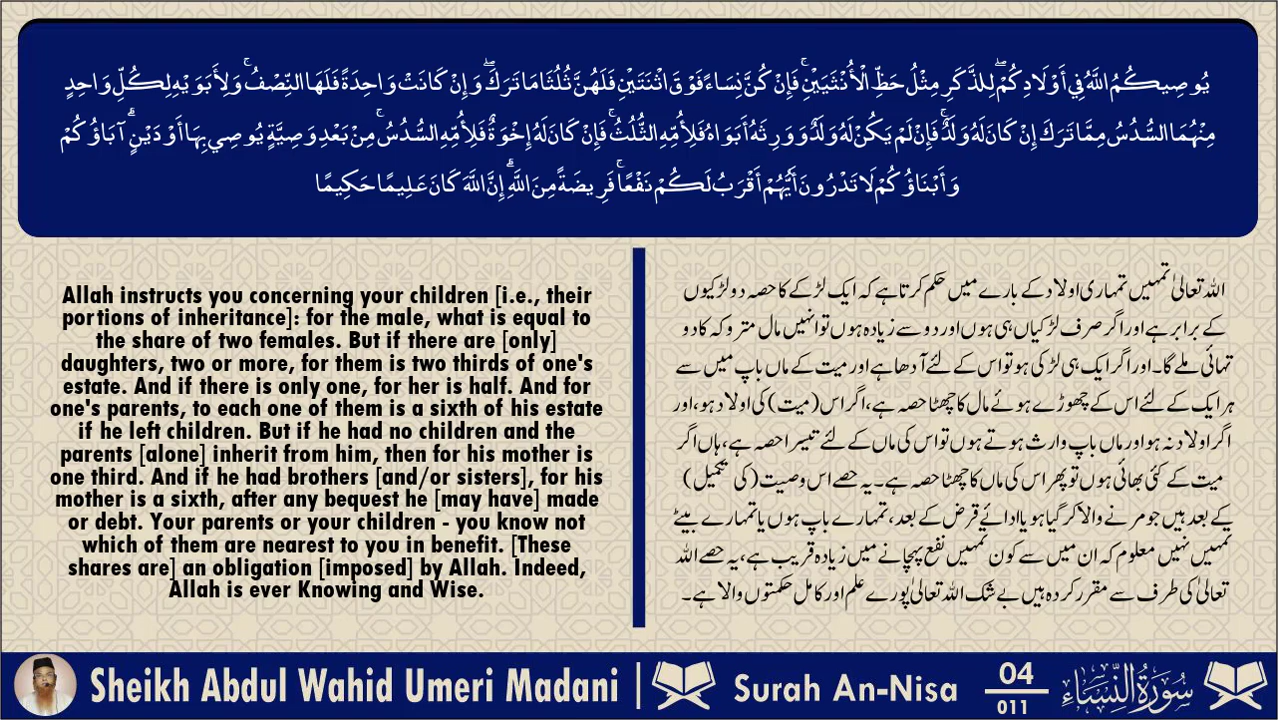 يُوصِيكُمُ اللَّهُ فِي أَوْلَادِكُمْ ۖ لِلذَّكَرِ مِثْلُ حَظِّ الْأُنْثَيَيْنِ ۚ فَإِنْ كُنَّ نِسَاءً فَوْقَ اثْنَتَيْنِ فَلَهُنَّ ثُلُثَا مَا تَرَكَ ۖ وَإِنْ كَانَتْ وَاحِدَةً فَلَهَا النِّصْفُ ۚ وَلِأَبَوَيْهِ لِكُلِّ وَاحِدٍ
مِنْهُمَا السُّدُسُ مِمَّا تَرَكَ إِنْ كَانَ لَهُ وَلَدٌ ۚ فَإِنْ لَمْ يَكُنْ لَهُ وَلَدٌ وَوَرِثَهُ أَبَوَاهُ فَلِأُمِّهِ الثُّلُثُ ۚ فَإِنْ كَانَ لَهُ إِخْوَةٌ فَلِأُمِّهِ السُّدُسُ ۚ مِنْ بَعْدِ وَصِيَّةٍ يُوصِي بِهَا أَوْ دَيْنٍ ۗ آبَاؤُكُمْ
وَأَبْنَاؤُكُمْ لَا تَدْرُونَ أَيُّهُمْ أَقْرَبُ لَكُمْ نَفْعًا ۚ فَرِيضَةً مِنَ اللَّهِ ۗ إِنَّ اللَّهَ كَانَ عَلِيمًا حَكِيمًا
Allah instructs you concerning your children [i.e., their
portions of inheritance]: for the male, what is equal to
the share of two females. But if there are [only]
daughters, two or more, for them is two thirds of one's
estate. And if there is only one, for her is half. And for
one's parents, to each one of them is a sixth of his estate
if he left children. But if he had no children and the
parents [alone] inherit from him, then for his mother is
one third. And if he had brothers [and/or sisters], for his
mother is a sixth, after any bequest he [may have] made
or debt. Your parents or your children - you know not
which of them are nearest to you in benefit. [These
shares are] an obligation [imposed] by Allah. Indeed,
Allah is ever Knowing and Wise.
اللہ تعالیٰ تمہیں تمہاری اولاد کے بارے میں حکم کرتا ہے کہ ایک لڑکے کا حصہ دو لڑکیوں
کے برابر ہے اور اگر صرف لڑکیاں ہی ہوں اور دو سے زیادہ ہوں تو انہیں مال متروکہ کا دو
تہائی ملے گا۔ اور اگر ایک ہی لڑکی ہو تو اس کے لئے آدھا ہے اور میت کے ماں باپ میں سے
ہر ایک کے لئے اس کے چھوڑے ہوئے مال کا چھٹا حصہ ہے، اگر اس (میت) کی اولاد ہو، اور
اگر اولاد نہ ہو اور ماں باپ وارث ہوتے ہوں تو اس کی ماں کے لئے تیسرا حصہ ہے، ہاں اگر
میت کے کئی بھائی ہوں تو پھر اس کی ماں کا چھٹا حصہ ہے۔ یہ حصے اس وصیت (کی تکمیل)
کے بعد ہیں جو مرنے والا کر گیا ہو یا ادائے قرض کے بعد، تمہارے باپ ہوں یا تمہارے بیٹے
تمہیں نہیں معلوم کہ ان میں سے کون تمہیں نفع پہچانے میں زیادہ قریب ہے، یہ حصے اللہ
تعالیٰ کی طرف سے مقرر کردہ ہیں بے شک اللہ تعالیٰ پورے علم اور کامل حکمتوں والا ہے۔
Sheikh Abdul Wahid Umeri Madani
Surah An-Nisa
04
011
سُورَةُ النِّسَاءِ